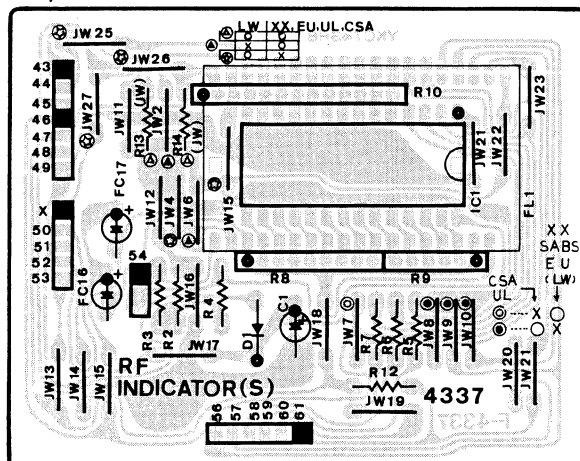 LW XX, EU, UL, CSA
O O
X O
O X
JW25
JW26
43
44
45
46
47
48
49
JW27
JW11
R13
(JW)
JW2
R14
(JW)
R10
JW23
JW15
IC1
JW21
JW22
FL1
FC17
JW12
JW4
JW6
X
50
51
52
53
FC16
54
R3
R2
JW16
R4
R8
R9
XX
SABS
EU
(LW)
CSA
UL
X O
O X
D1
C1
JW18
JW7
R7
R6
R5
JW8
JW9
JW10
JW17
JW13
JW14
JW15
RF
INDICATOR(S)
R12
JW19
4337
JW20
JW21
56
57
58
59
60
61
F-4337